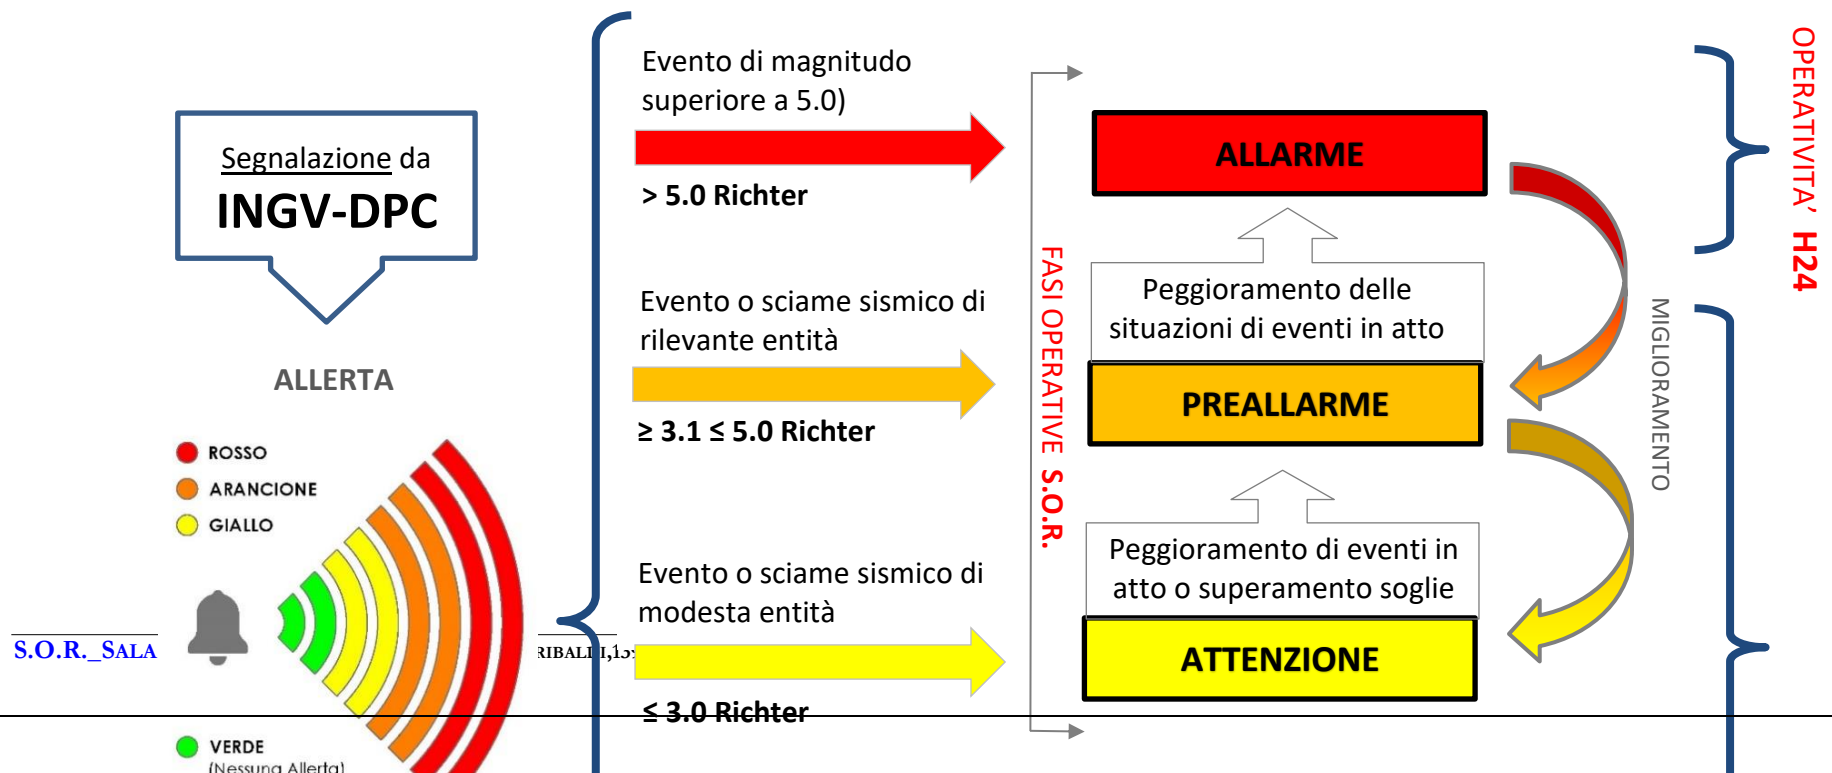 Segnalazione da
INGV-DPC
ALLERTA
ROSSO
ARANCIONE
GIALLO
VERDE
(Nessuna Allerta)
S.O.R._SALA
Evento di magnitudo
superiore a 5.0)
> 5.0 Richter
Evento o sciame sismico di
rilevante entità
≥ 3.1 ≤ 5.0 Richter
Evento o sciame sismico di
modesta entità
≤ 3.0 Richter
FASI OPERATIVE S.O.R.
ALLARME
Peggioramento delle
situazioni di eventi in atto
PREALLARME
Peggioramento di eventi in
atto o superamento soglie
ATTENZIONE
MIGLIORAMENTO
OPERATIVITA’ H24